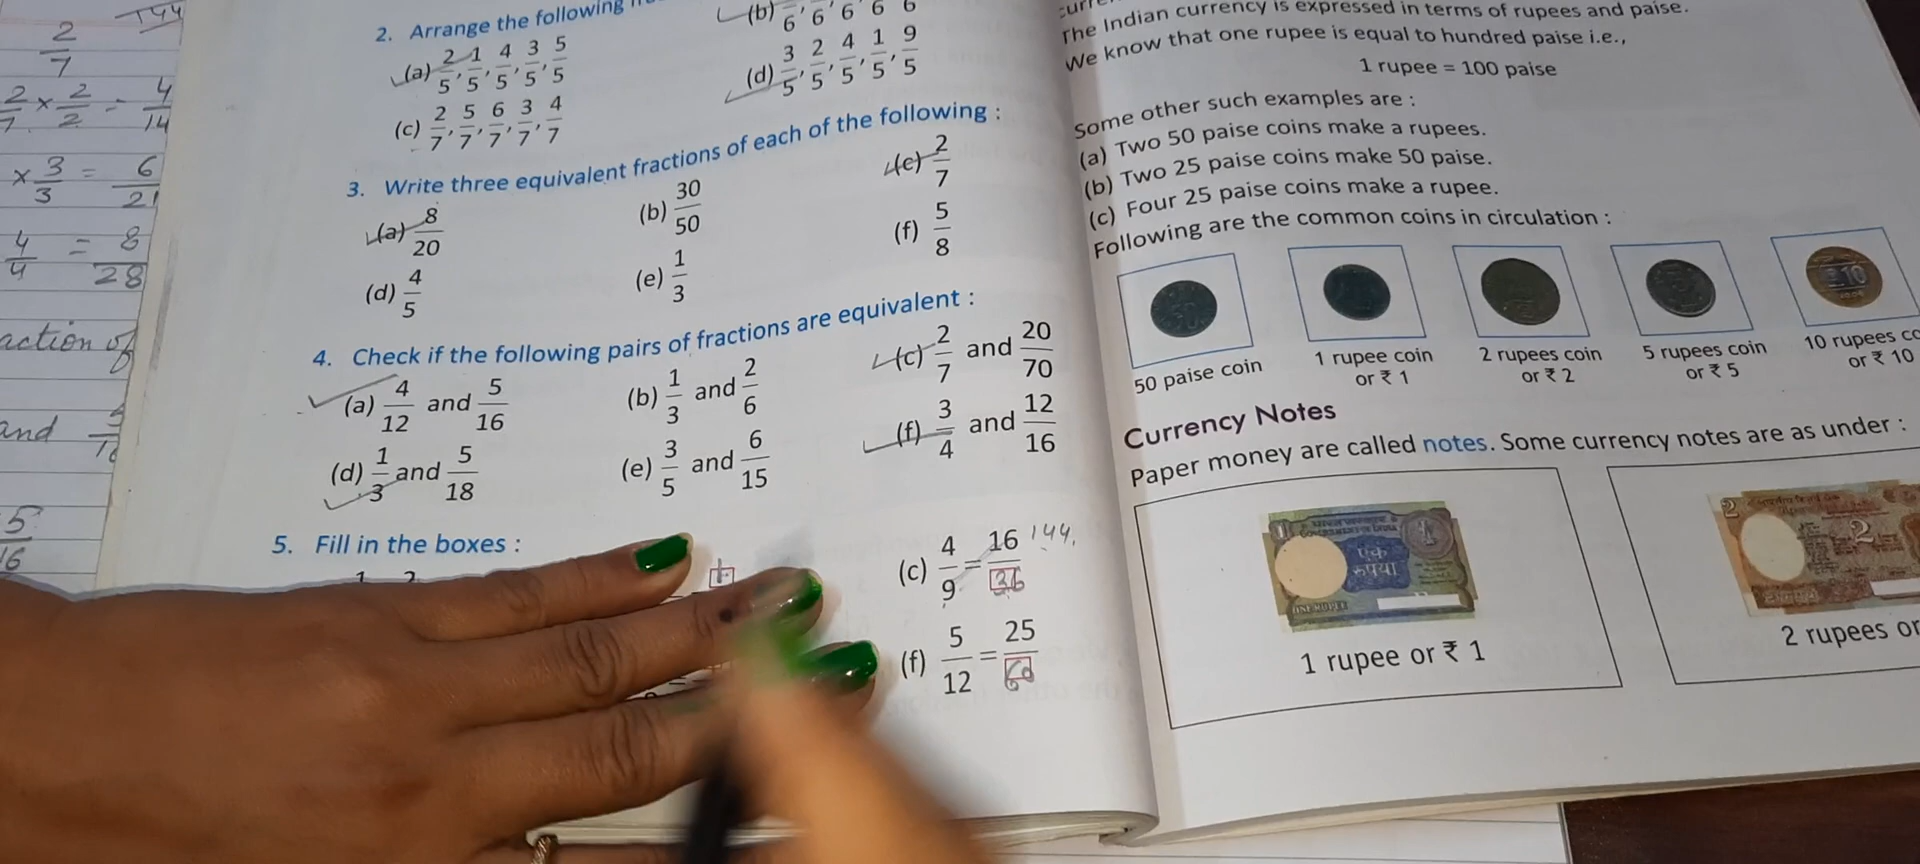 2/7
2/7 × 2/2 = 4/14
× 3/3 = 6/21
4/4 = 8/28
action of
and
5/16
144
2. Arrange the following
(a) 2/5, 1/5, 4/5, 3/5, 5/5
(b) /6, /6, /6, /6, /6
(c) 2/7, 5/7, 6/7, 3/7, 4/7
(d) 3/5, 2/5, 4/5, 1/5, 9/5
3. Write three equivalent fractions of each of the following :
(a) 8/20 (b) 30/50 (c) 2/7
(d) 4/5 (e) 1/3 (f) 5/8
4. Check if the following pairs of fractions are equivalent :
(a) 4/12 and 5/16 (b) 1/3 and 2/6 (c) 2/7 and 20/70
(d) 1/3 and 5/18 (e) 3/5 and 6/15 (f) 3/4 and 12/16
5. Fill in the boxes :
(c) 4/9 = 16/36 144
(f) 5/12 = 25/60
The Indian currency is expressed in terms of rupees and paise.
We know that one rupee is equal to hundred paise i.e.,
1 rupee = 100 paise
Some other such examples are :
(a) Two 50 paise coins make a rupees.
(b) Two 25 paise coins make 50 paise.
(c) Four 25 paise coins make a rupee.
Following are the common coins in circulation :
₹10
50 paise coin
1 rupee coin
or ₹ 1
2 rupees coin
or ₹ 2
5 rupees coin
or ₹ 5
10 rupees
or ₹ 10
Currency Notes
Paper money are called notes. Some currency notes are as under :
1
एक
रुपया
ONE RUPEE
2
2
1 rupee or ₹ 1
2 rupees or